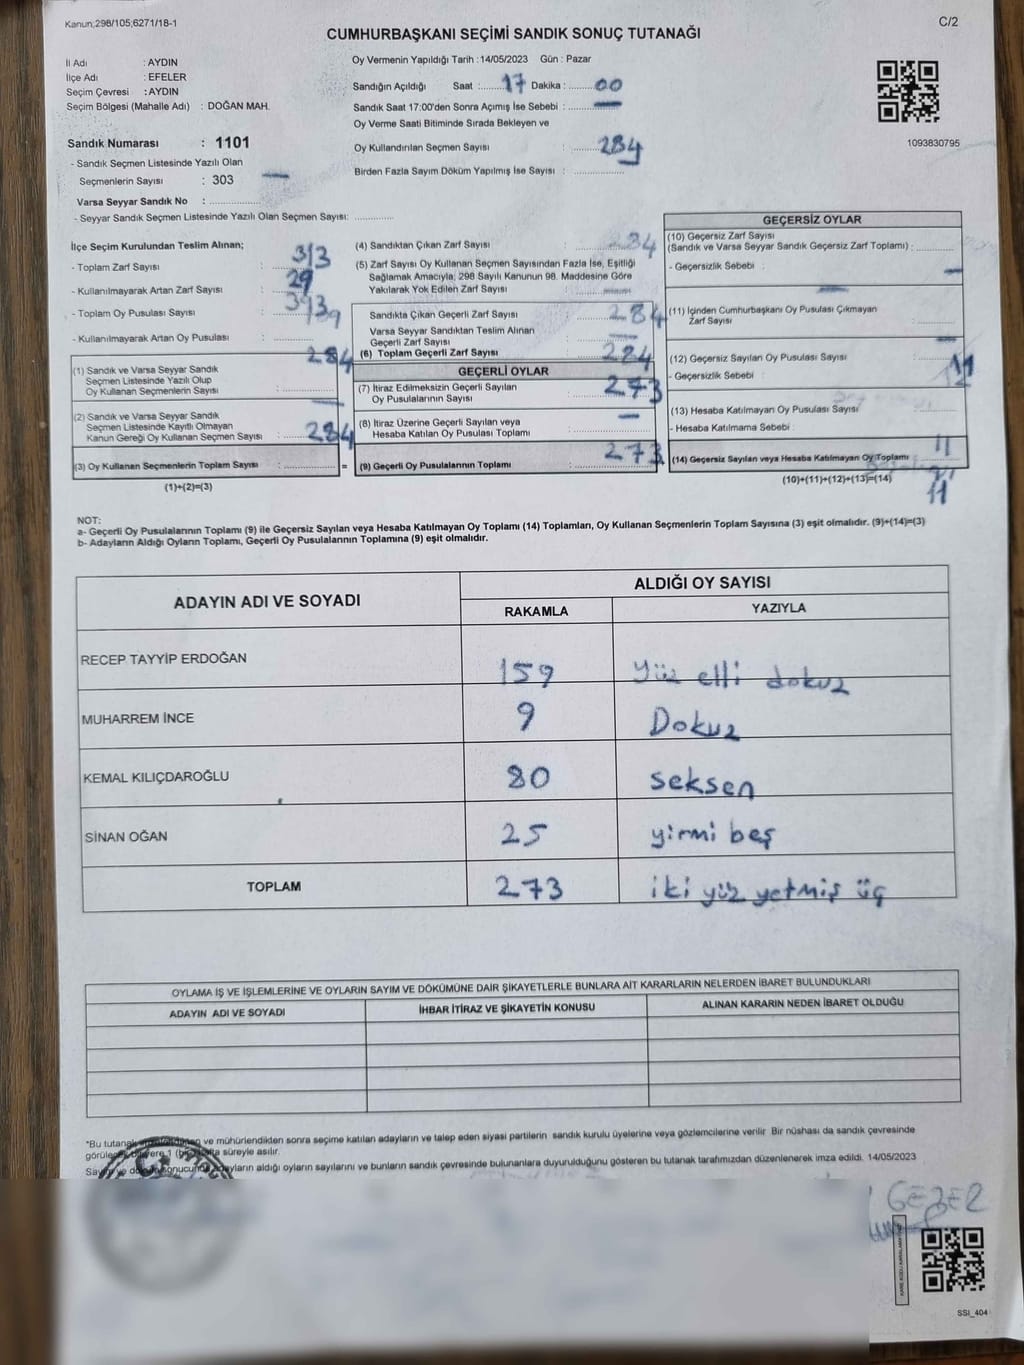 Kanun,298/105,6271/18-1
C/2
CUMHURBAŞKANI SEÇİMİ SANDIK SONUÇ TUTANAĞI
İl Adı : AYDIN
İlçe Adı : EFELER
Seçim Çevresi : AYDIN
Seçim Bölgesi (Mahalle Adı) : DOĞAN MAH.
Sandık Numarası : 1101
- Sandık Seçmen Listesinde Yazılı Olan
Seçmenlerin Sayısı : 303
Varsa Seyyar Sandık No :
- Seyyar Sandık Seçmen Listesinde Yazılı Olan Seçmen Sayısı:
Oy Vermenin Yapıldığı Tarih : 14/05/2023 Gün : Pazar
Sandığın Açıldığı Saat 17 Dakika : 00
Sandık Saat 17:00'den Sonra Açımış İse Sebebi :
Oy Verme Saati Bitiminde Sırada Bekleyen ve
Oy Kullandırılan Seçmen Sayısı : 284
Birden Fazla Sayım Döküm Yapılmış İse Sayısı :
1093830795
İlçe Seçim Kurulundan Teslim Alınan;
- Toplam Zarf Sayısı : 313
- Kullanılmayarak Artan Zarf Sayısı : 29
- Toplam Oy Pusulası Sayısı :
- Kullanılmayarak Artan Oy Pusulası :
(1) Sandık ve Varsa Seyyar Sandık 284
Seçmen Listesinde Yazılı Olup
Oy Kullanan Seçmenlerin Sayısı :
(2) Sandık ve Varsa Seyyar Sandık
Seçmen Listesinde Kayıtlı Olmayan
Kanun Gereği Oy Kullanan Seçmen Sayısı : 284
(3) Oy Kullanan Seçmenlerin Toplam Sayısı : =
(1)+(2)=(3)
(4) Sandıktan Çıkan Zarf Sayısı : 284
(5) Zarf Sayısı Oy Kullanan Seçmen Sayısından Fazla İse, Eşitliği
Sağlamak Amacıyla, 298 Sayılı Kanunun 98. Maddesine Göre
Yakılarak Yok Edilen Zarf Sayısı :
Sandıkta Çıkan Geçerli Zarf Sayısı : 284
Varsa Seyyar Sandıktan Teslim Alınan
Geçerli Zarf Sayısı :
(6) Toplam Geçerli Zarf Sayısı : 284
GEÇERLİ OYLAR
(7) İtiraz Edilmeksizin Geçerli Sayılan 273
Oy Pusulalarının Sayısı :
(8) İtiraz Üzerine Geçerli Sayılan veya
Hesaba Katılan Oy Pusulası Toplamı :
(9) Geçerli Oy Pusulalarının Toplamı : 273
GEÇERSİZ OYLAR
(10) Geçersiz Zarf Sayısı
(Sandık ve Varsa Seyyar Sandık Geçersiz Zarf Toplamı) :
- Geçersizlik Sebebi :
(11) İçinden Cumhurbaşkanı Oy Pusulası Çıkmayan
Zarf Sayısı :
(12) Geçersiz Sayılan Oy Pusulası Sayısı : 11
- Geçersizlik Sebebi :
(13) Hesaba Katılmayan Oy Pusulası Sayısı :
- Hesaba Katılmama Sebebi :
(14) Geçersiz Sayılan veya Hesaba Katılmayan Oy Toplamı 11
(10)+(11)+(12)+(13)=(14)
11
NOT:
a- Geçerli Oy Pusulalarının Toplamı (9) ile Geçersiz Sayılan veya Hesaba Katılmayan Oy Toplamı (14) Toplamları, Oy Kullanan Seçmenlerin Toplam Sayısına (3) eşit olmalıdır. (9)+(14)=(3)
b- Adayların Aldığı Oyların Toplamı, Geçerli Oy Pusulalarının Toplamına (9) eşit olmalıdır.
ADAYIN ADI VE SOYADI
ALDIĞI OY SAYISI
RAKAMLA YAZIYLA
RECEP TAYYİP ERDOĞAN 159 yüz elli dokuz
MUHARREM İNCE 9 Dokuz
KEMAL KILIÇDAROĞLU 80 seksen
SİNAN OĞAN 25 yirmi beş
TOPLAM 273 iki yüz yetmiş üç
OYLAMA İŞ VE İŞLEMLERİNE VE OYLARIN SAYIM VE DÖKÜMÜNE DAİR ŞİKAYETLERLE BUNLARA AİT KARARLARIN NELERDEN İBARET BULUNDUKLARI
ADAYIN ADI VE SOYADI İHBAR İTİRAZ VE ŞİKAYETİN KONUSU ALINAN KARARIN NEDEN İBARET OLDUĞU
*Bu tutanak ve mühürlendikten sonra seçime katılan adayların ve talep eden siyasi partilerin sandık kurulu üyelerine veya gözlemcilerine verilir. Bir nüshası da sandık çevresinde
görülecek bir yere 1 (bir) hafta süreyle asılır.
Sayım ve döküm sonucunda adayların aldığı oyların sayılarını ve bunların sandık çevresinde bulunanlara duyurulduğunu gösteren bu tutanak tarafımızdan düzenlenerek imza edildi. 14/05/2023
GEZER
SSI_404